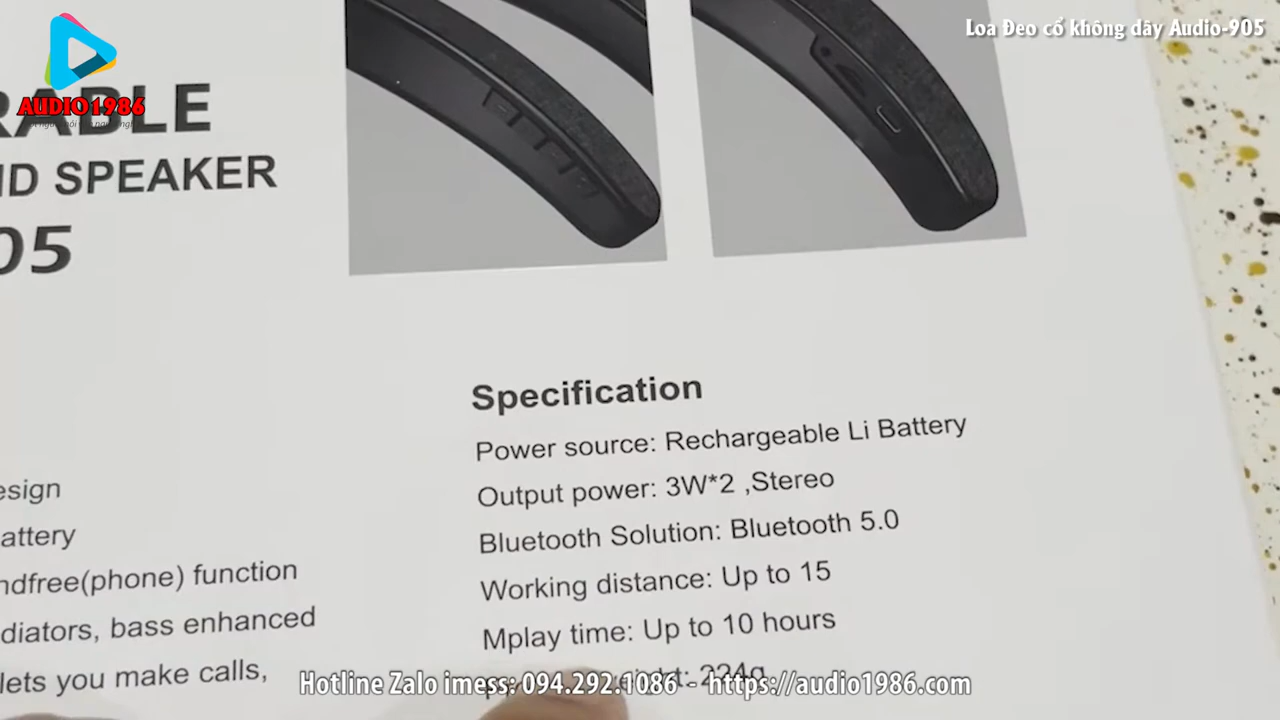 Loa Đeo cổ không dây Audio-905
AUDIO1986
RABLE
ND SPEAKER
05
esign
attery
ndfree(phone) function
diators, bass enhanced
lets you make calls,
Specification
Power source: Rechargeable Li Battery
Output power: 3W*2 ,Stereo
Bluetooth Solution: Bluetooth 5.0
Working distance: Up to 15
Mplay time: Up to 10 hours
224g
Hotline Zalo imess: 094.292.1086 - https://audio1986.com